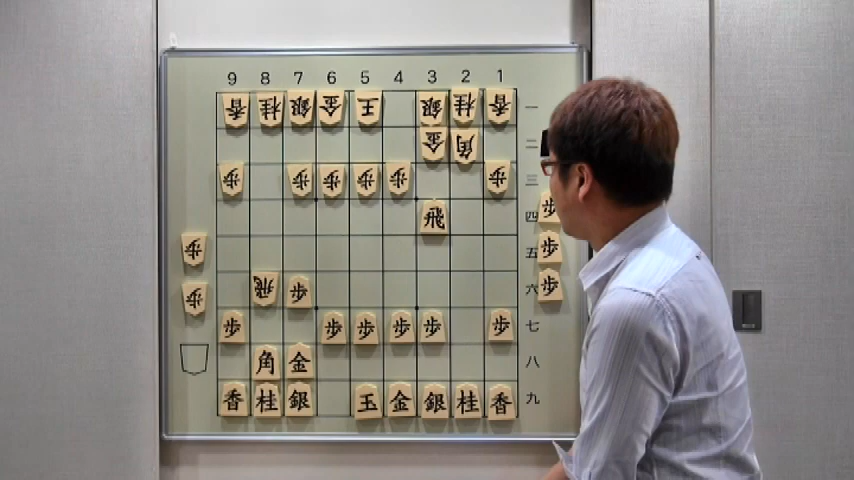 9 8 7 6 5 4 3 2 1
香 桂 銀 金 王 銀 桂 香 一
金 角 二
歩 歩 歩 歩 歩 歩 三
飛 四 歩
歩 五 歩
歩 飛 歩 六 歩
歩 歩 歩 歩 歩 歩 七
角 金 八
香 桂 銀 玉 金 銀 桂 香 九